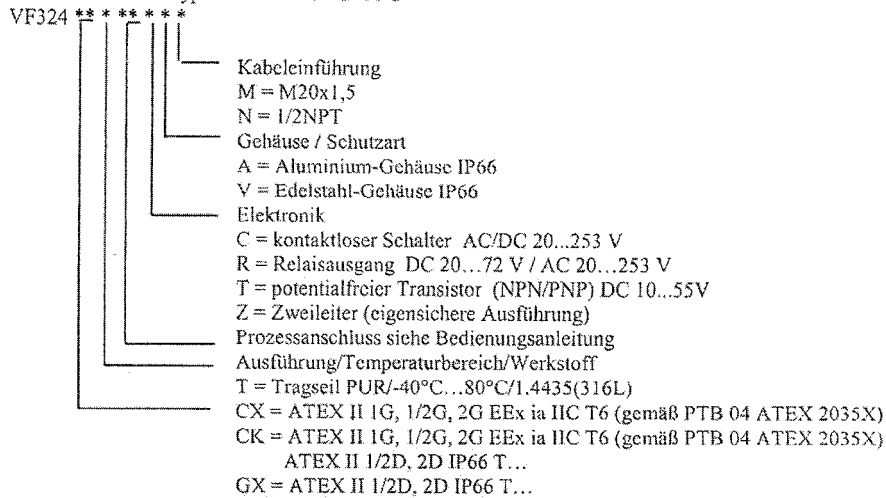 VF324 ** * ** * * *
Kabeleinführung
M = M20x1,5
N = 1/2NPT
Gehäuse / Schutzart
A = Aluminium-Gehäuse IP66
V = Edelstahl-Gehäuse IP66
Elektronik
C = kontaktloser Schalter AC/DC 20...253 V
R = Relaisausgang DC 20...72 V / AC 20...253 V
T = potentialfreier Transistor (NPN/PNP) DC 10...55V
Z = Zweileiter (eigensichere Ausführung)
Prozessanschluss siehe Bedienungsanleitung
Ausführung/Temperaturbereich/Werkstoff
T = Tragseil PUR/-40°C...80°C/1.4435(316L)
CX = ATEX II 1G, 1/2G, 2G EEx ia IIC T6 (gemäß PTB 04 ATEX 2035X)
CK = ATEX II 1G, 1/2G, 2G EEx ia IIC T6 (gemäß PTB 04 ATEX 2035X)
ATEX II 1/2D, 2D IP66 T...
GX = ATEX II 1/2D, 2D IP66 T...